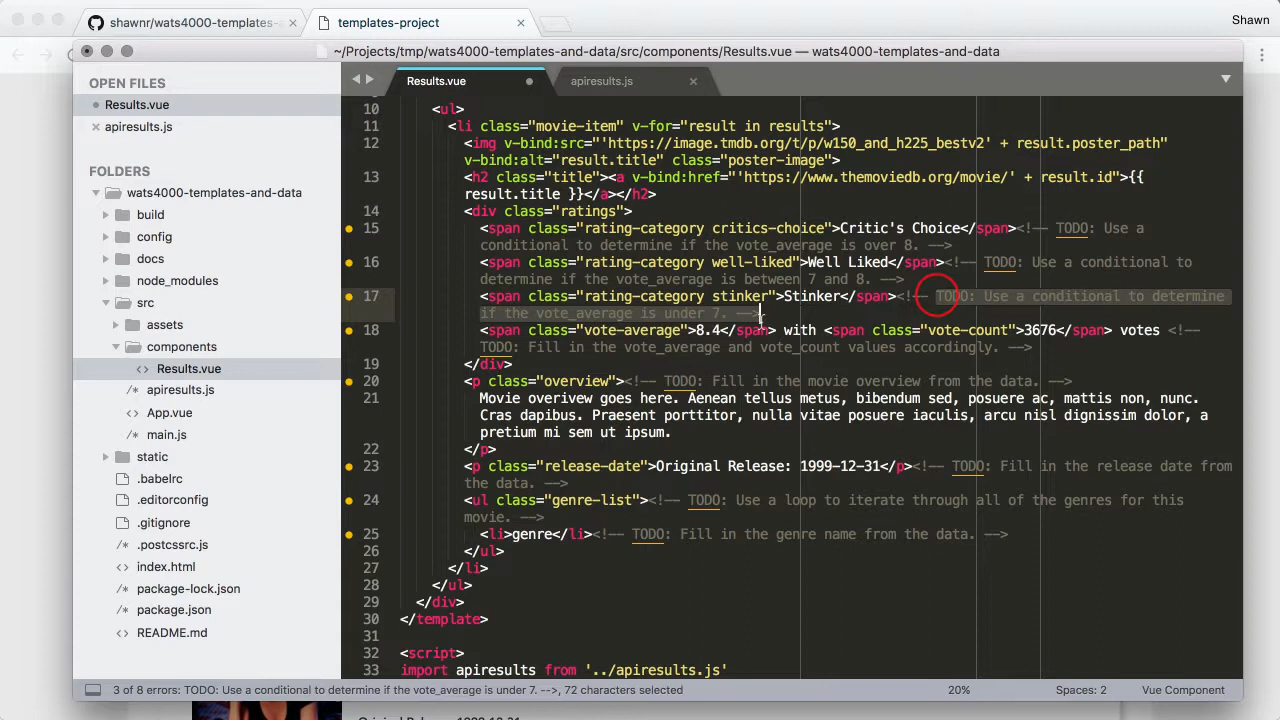 shawnr/wats4000-templates- ×
templates-project ×
Shawn
~/Projects/tmp/wats4000-templates-and-data/src/components/Results.vue — wats4000-templates-and-data
OPEN FILES
Results.vue
apiresults.js
FOLDERS
wats4000-templates-and-data
build
config
docs
node_modules
src
assets
components
Results.vue
apiresults.js
App.vue
main.js
static
.babelrc
.editorconfig
.gitignore
.postcssrc.js
index.html
package-lock.json
package.json
README.md
Results.vue
apiresults.js ×
10 <ul>
11 <li class="movie-item" v-for="result in results">
12 <img v-bind:src="'https://image.tmdb.org/t/p/w150_and_h225_bestv2' + result.poster_path"
v-bind:alt="result.title" class="poster-image">
13 <h2 class="title"><a v-bind:href="'https://www.themoviedb.org/movie/' + result.id">{{
result.title }}</a></h2>
14 <div class="ratings">
15 <span class="rating-category critics-choice">Critic's Choice</span><!-- TODO: Use a
conditional to determine if the vote_average is over 8. -->
16 <span class="rating-category well-liked">Well Liked</span><!-- TODO: Use a conditional to
determine if the vote_average is between 7 and 8. -->
17 <span class="rating-category stinker">Stinker</span><!-- TODO: Use a conditional to determine
if the vote_average is under 7. -->
18 <span class="vote-average">8.4</span> with <span class="vote-count">3676</span> votes <!--
TODO: Fill in the vote_average and vote_count values accordingly. -->
19 </div>
20 <p class="overview"><!-- TODO: Fill in the movie overview from the data. -->
21 Movie overivew goes here. Aenean tellus metus, bibendum sed, posuere ac, mattis non, nunc.
Cras dapibus. Praesent porttitor, nulla vitae posuere iaculis, arcu nisl dignissim dolor, a
pretium mi sem ut ipsum.
22 </p>
23 <p class="release-date">Original Release: 1999-12-31</p><!-- TODO: Fill in the release date from
the data. -->
24 <ul class="genre-list"><!-- TODO: Use a loop to iterate through all of the genres for this
movie. -->
25 <li>genre</li><!-- TODO: Fill in the genre name from the data. -->
26 </ul>
27 </li>
28 </ul>
29 </div>
30 </template>
31
32 <script>
33 import apiresults from '../apiresults.js'
3 of 8 errors: TODO: Use a conditional to determine if the vote_average is under 7. -->, 72 characters selected
20%
Spaces: 2
Vue Component